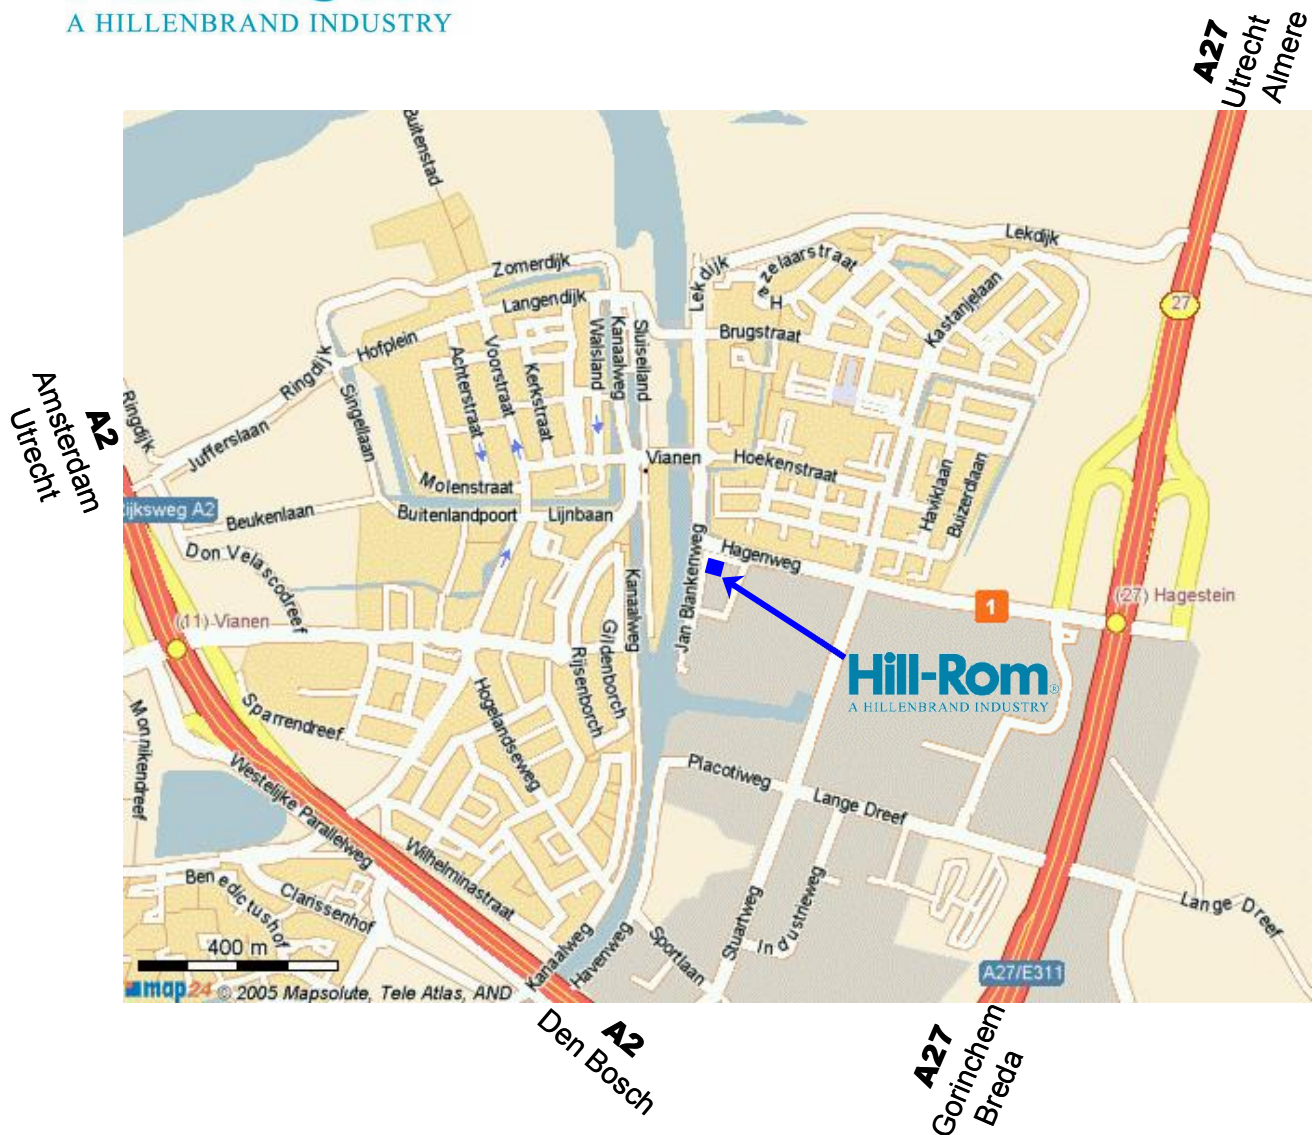 A HILLENBRAND INDUSTRY
A27
Utrecht
Almere
Buitenstad
Lekdijk
Zomerdijk
Lekdijk
Hazelaarstraat
Kastanjelaan
27
Langendijk
Hofplein
Walsland
Kanaalweg
Sluiseiland
Brugstraat
Ringdijk
Achterstraat
Voorstraat
Kerkstraat
Singellaan
Amsterdam
Utrecht
A2
Ringdijk
Jufferslaan
Vianen
Hoekenstraat
Haviklaan
Buizerdlaan
Molenstraat
Rijksweg A2
Beukenlaan
Buitenlandpoort
Lijnbaan
Don Velascodreef
Jan Blankenweg
Hagenweg
Kanaalweg
1
(27) Hagestein
(11) Vianen
Gildenborch
Rijsenborch
Hill-Rom®
A HILLENBRAND INDUSTRY
Monnikendreef
Sparrendreef
Hogelandseweg
Westelijke Parallelweg
Placotiweg
Lange Dreef
Wilhelminastraat
Benedictushof
Clarissenhof
Stuartweg
Industrieweg
Lange Dreef
Kanaalweg
Havenweg
Sportlaan
400 m
A27/E311
map24 © 2005 Mapsolute, Tele Atlas, AND
A2
Den Bosch
A27
Gorinchem
Breda